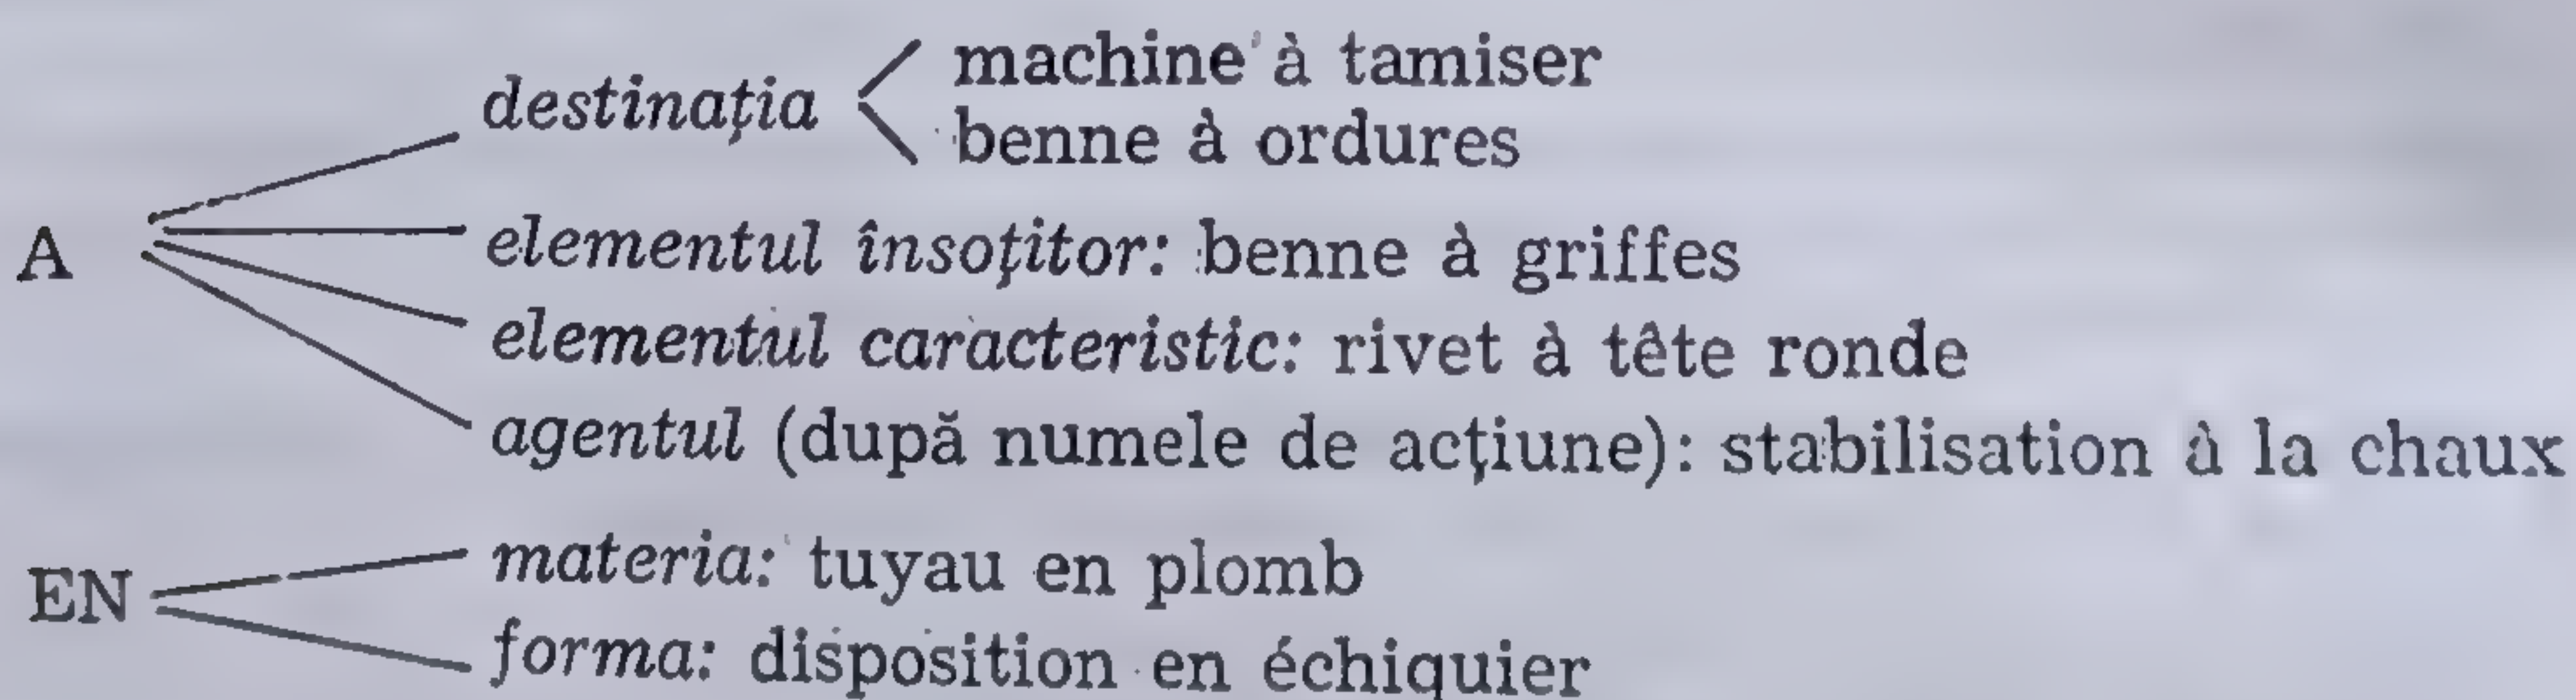 destinația machine à tamiser
benne à ordures
A
elementul însoțitor: benne à griffes
elementul caracteristic: rivet à tête ronde
agentul (după numele de acțiune): stabilisation à la chaux
EN
materia: tuyau en plomb
forma: disposition en échiquier